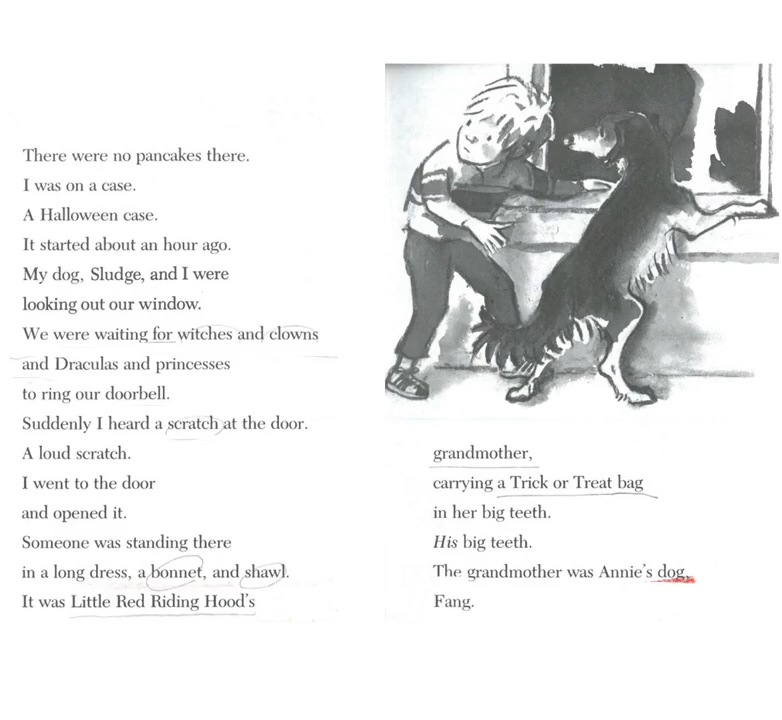 There were no pancakes there.
I was on a case.
A Halloween case.
It started about an hour ago.
My dog, Sludge, and I were
looking out our window.
We were waiting for witches and clowns
and Draculas and princesses
to ring our doorbell.
Suddenly I heard a scratch at the door.
A loud scratch.
I went to the door
and opened it.
Someone was standing there
in a long dress, a bonnet, and shawl.
It was Little Red Riding Hood's
grandmother,
carrying a Trick or Treat bag
in her big teeth.
His big teeth.
The grandmother was Annie's dog,
Fang.